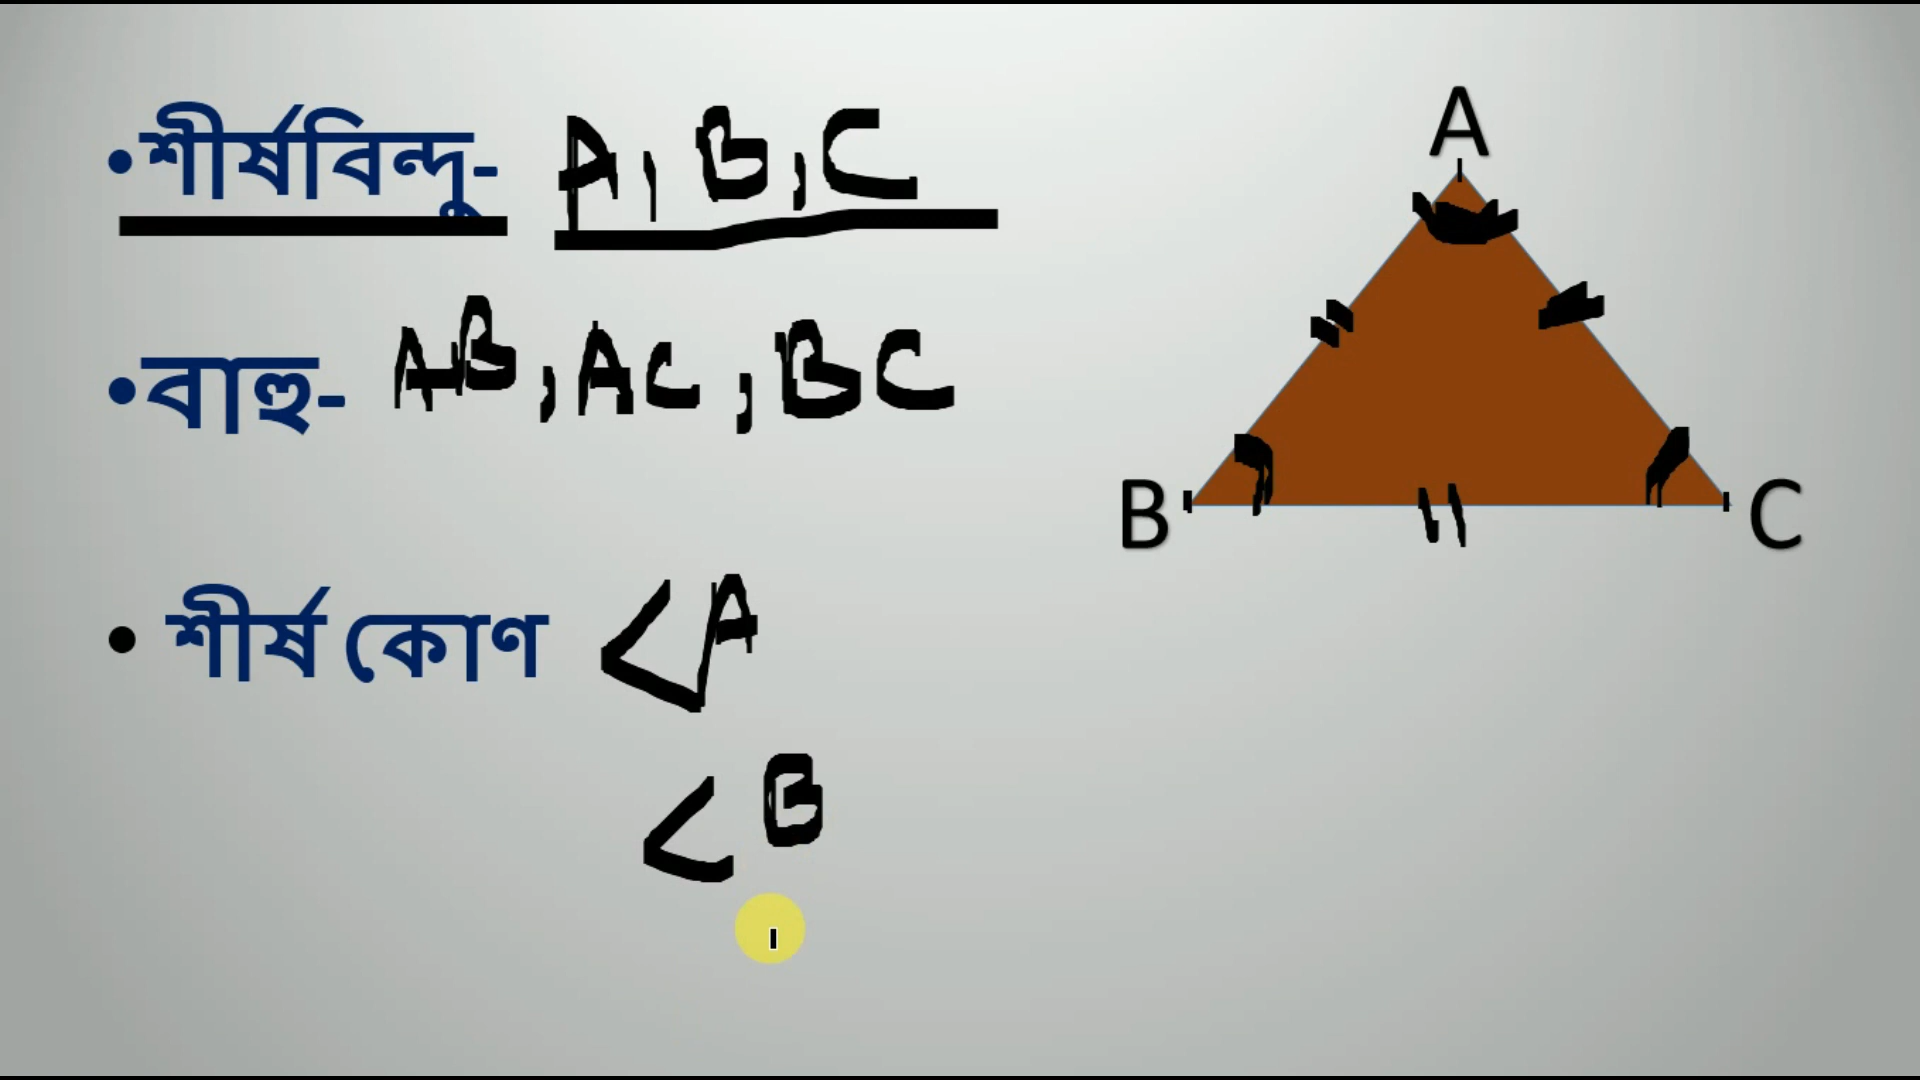 •শীর্ষবিন্দু- A, B, C
•বাহু- AB, AC, BC
• শীর্ষ কোণ <A
<B
A
B C